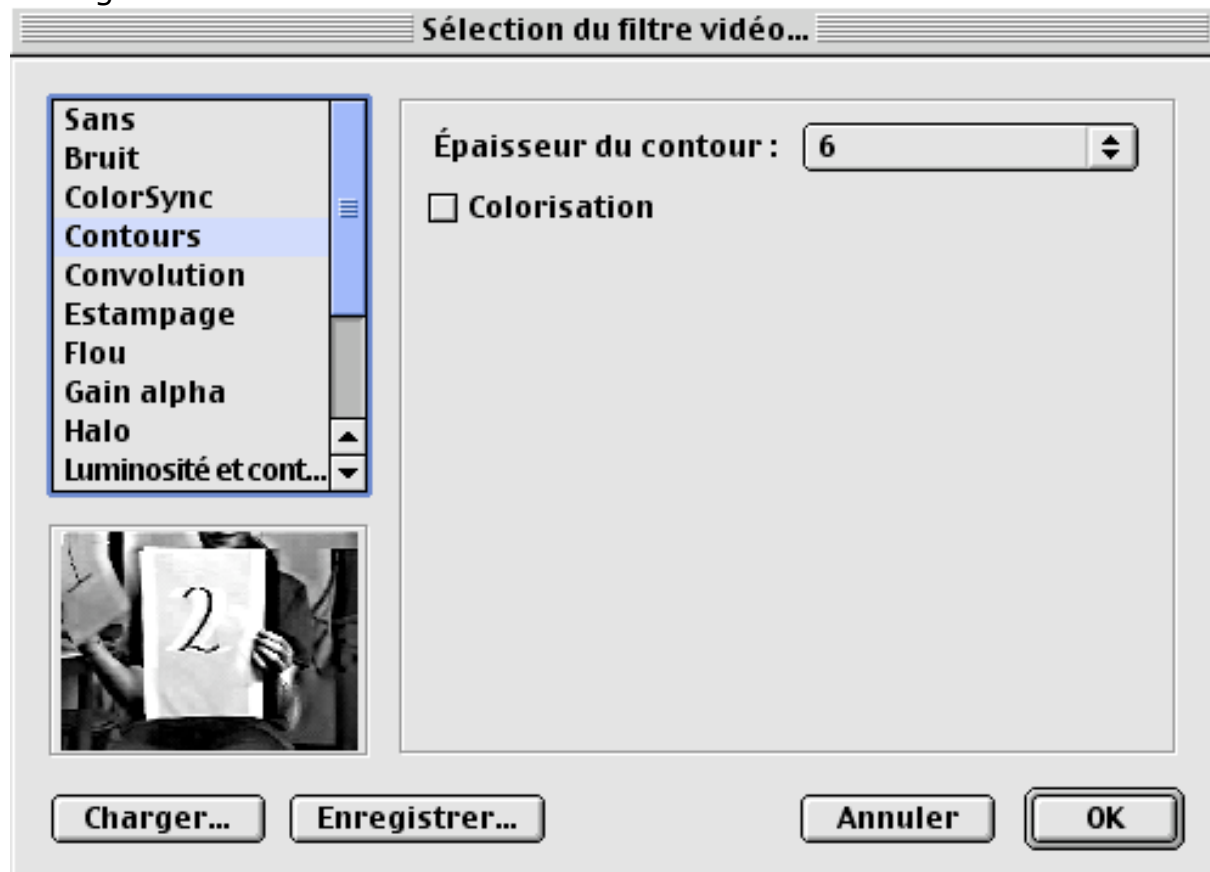 Sélection du filtre vidéo...
Sans
Bruit
ColorSync
Contours
Convolution
Estampage
Flou
Gain alpha
Halo
Luminosité et cont...
Épaisseur du contour : 6
Colorisation
2
Charger... Enregistrer... Annuler OK